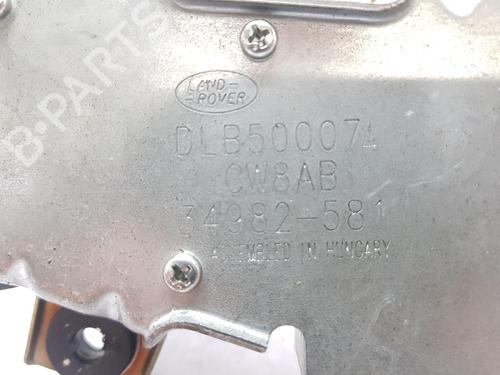 B-PARTS
LAND-
-ROVER
DLB500074
CW8AB
34982-581
ASSEMBLED IN HUNGARY